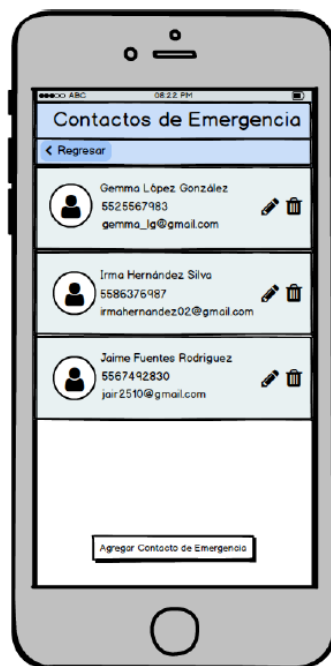 ABC 08:22 PM
Contactos de Emergencia
Regresar
Gemma López González
5525567983
gemma_lg@gmail.com
Irma Hernández Silva
5586376987
irmahernandez02@gmail.com
Jaime Fuentes Rodriguez
5567492830
jair2510@gmail.com
Agregar Contacto de Emergencia